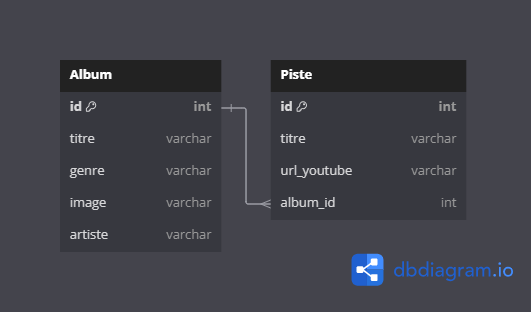 Album
id int
titre varchar
genre varchar
image varchar
artiste varchar
Piste
id int
titre varchar
url_youtube varchar
album_id int
dbdiagram.io